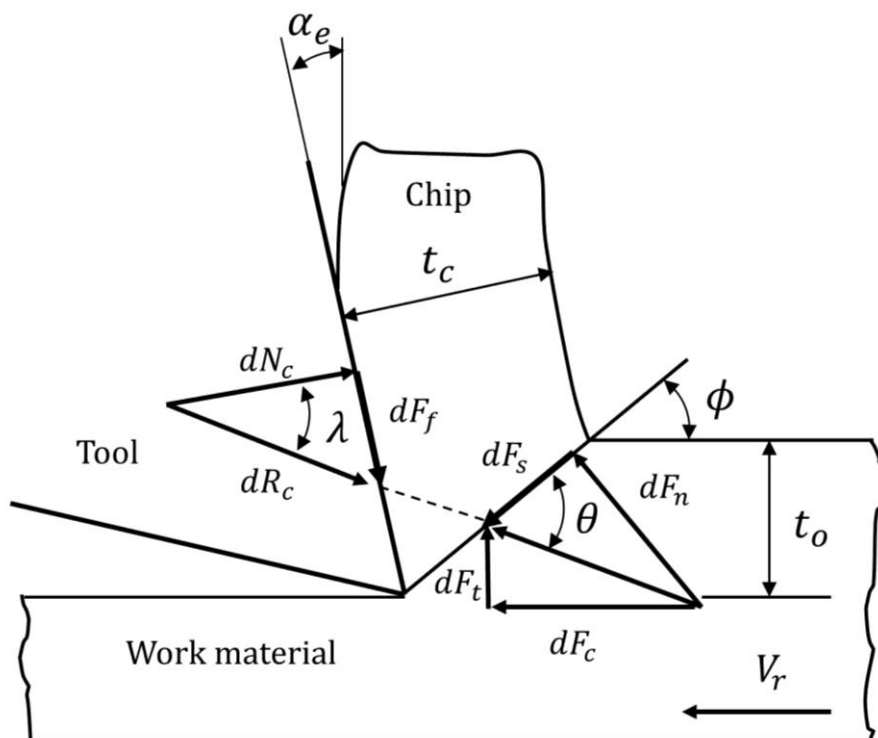 α_e
Chip
t_c
dN_c
λ
dF_f
dR_c
Tool
ϕ
dF_s
dF_n
θ
t_o
dF_t
dF_c
Work material
V_r